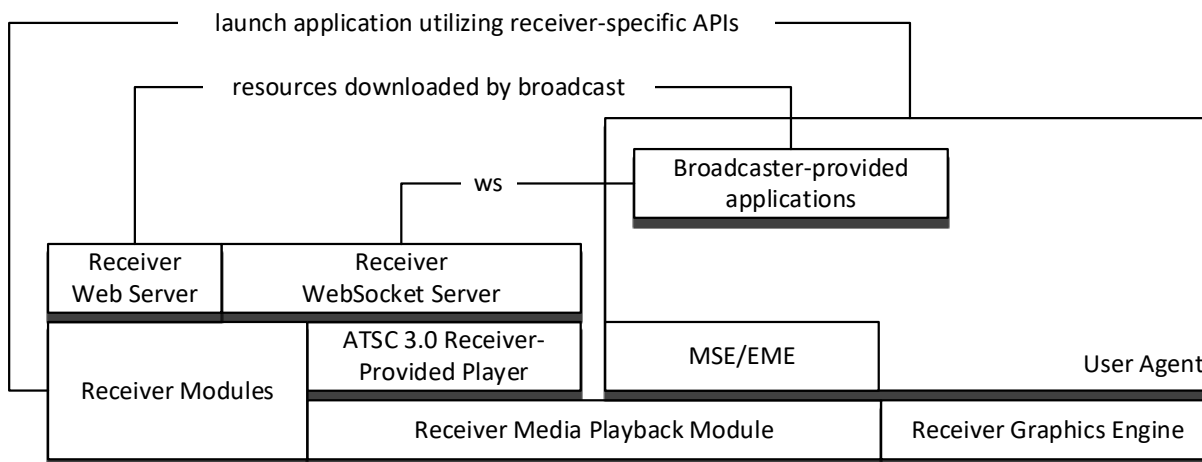 launch application utilizing receiver-specific APIs
resources downloaded by broadcast
Broadcaster-provided
applications
ws
Receiver
Web Server
Receiver
WebSocket Server
ATSC 3.0 Receiver-
Provided Player
MSE/EME
User Agent
Receiver Modules
Receiver Media Playback Module
Receiver Graphics Engine